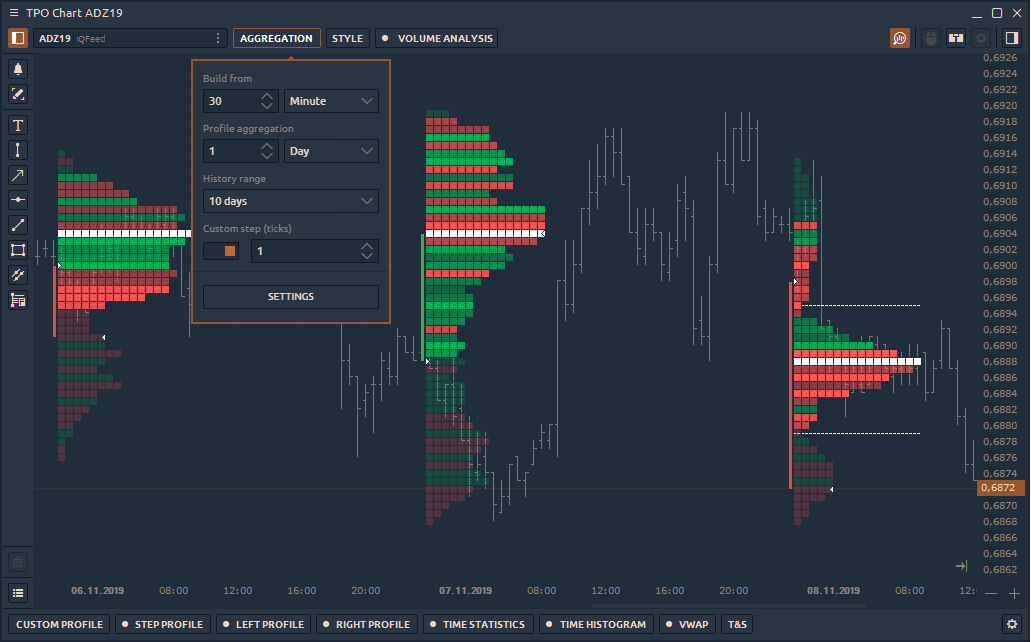 TPO Chart ADZ19
ADZ19 iQFeed AGGREGATION STYLE VOLUME ANALYSIS
Build from
30 Minute
Profile aggregation
1 Day
History range
10 days
Custom step (ticks)
1
SETTINGS
0,6926
0,6924
0,6922
0,6920
0,6918
0,6916
0,6914
0,6912
0,6910
0,6908
0,6906
0,6904
0,6902
0,6900
0,6898
0,6896
0,6894
0,6892
0,6890
0,6888
0,6886
0,6884
0,6882
0,6880
0,6878
0,6876
0,6874
0,6872
0,6870
0,6868
0,6866
0,6864
0,6862
06.11.2019 08:00 12:00 16:00 20:00 07.11.2019 08:00 12:00 16:00 20:00 08.11.2019 08:00 12:
CUSTOM PROFILE STEP PROFILE LEFT PROFILE RIGHT PROFILE TIME STATISTICS TIME HISTOGRAM VWAP T&S